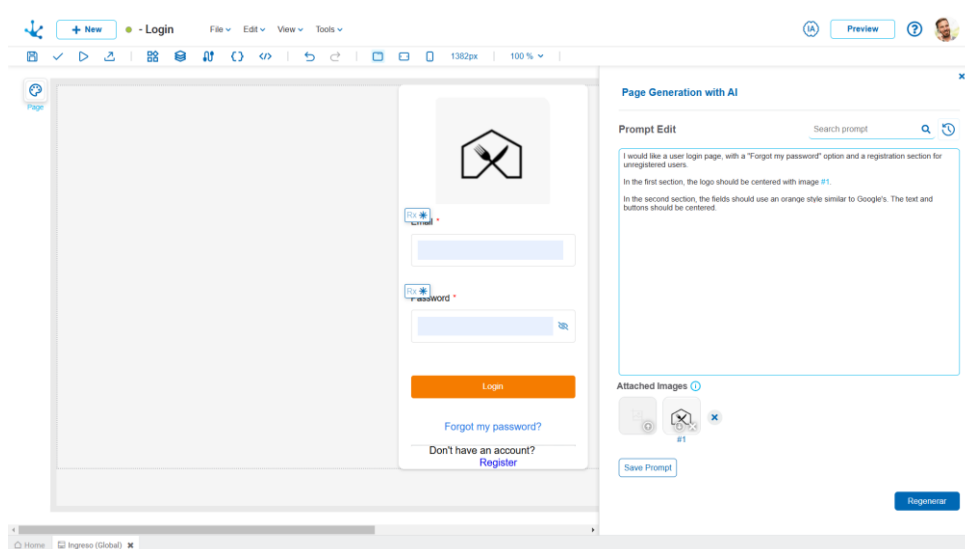 + New
- Login
File
Edit
View
Tools
IA
Preview
?
1382px
100 %
Page
Page Generation with AI
Prompt Edit
Search prompt
I would like a user login page, with a "Forgot my password" option and a registration section for
unregistered users.
In the first section, the logo should be centered with image #1.
In the second section, the fields should use an orange style similar to Google's. The text and
buttons should be centered.
Rx
Email *
Rx
Password *
Login
Forgot my password?
Don't have an account?
Register
Attached Images
#1
Save Prompt
Regenerar
Home
Ingreso (Global)